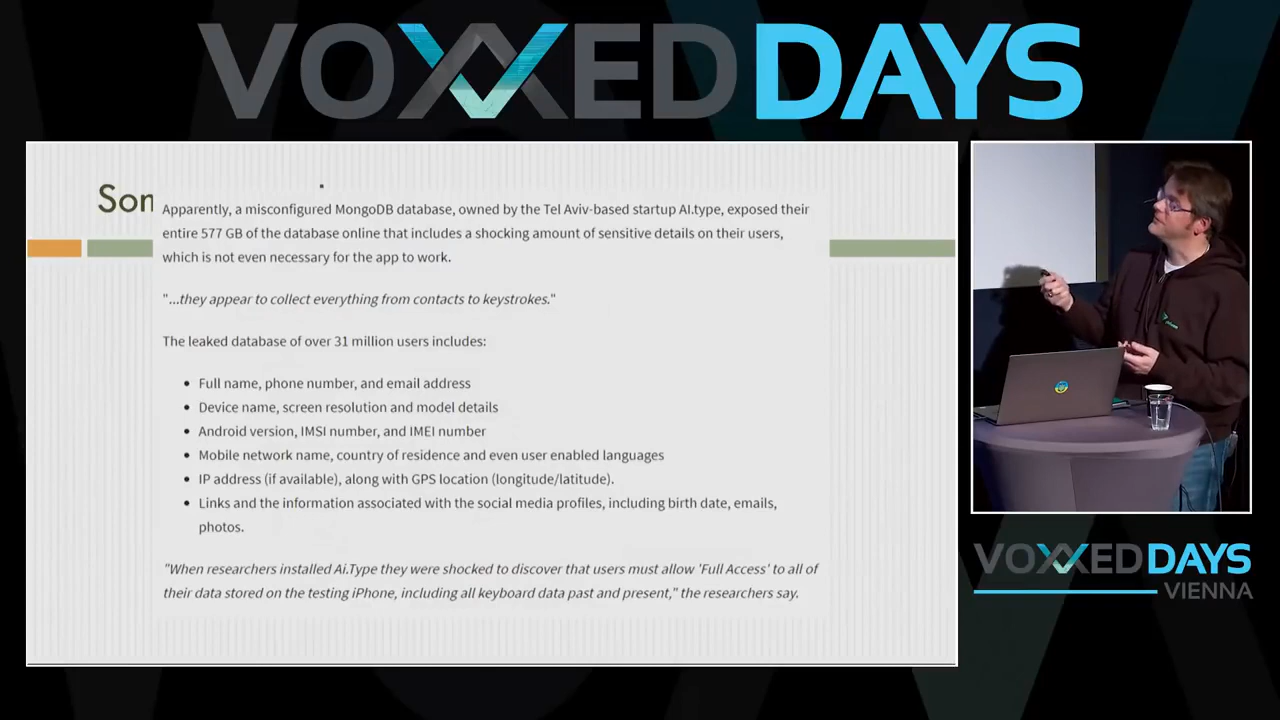 VOXXED DAYS
Son
Apparently, a misconfigured MongoDB database, owned by the Tel Aviv-based startup AI.type, exposed their
entire 577 GB of the database online that includes a shocking amount of sensitive details on their users,
which is not even necessary for the app to work.
"...they appear to collect everything from contacts to keystrokes."
The leaked database of over 31 million users includes:
• Full name, phone number, and email address
• Device name, screen resolution and model details
• Android version, IMSI number, and IMEI number
• Mobile network name, country of residence and even user enabled languages
• IP address (if available), along with GPS location (longitude/latitude).
• Links and the information associated with the social media profiles, including birth date, emails,
photos.
"When researchers installed Ai.Type they were shocked to discover that users must allow 'Full Access' to all of
their data stored on the testing iPhone, including all keyboard data past and present," the researchers say.
VOXXED DAYS
VIENNA